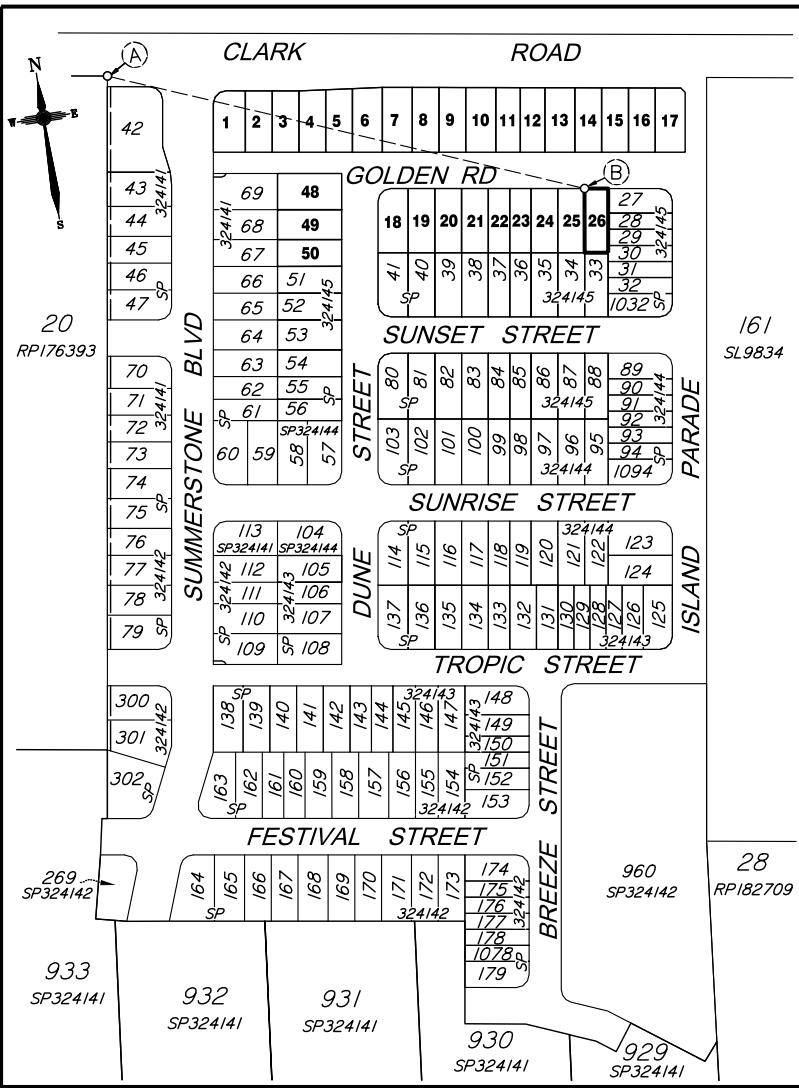 CLARK ROAD
A
N
W E
S
42
43
44
45
46
47
SP 324141
1 2 3 4 5 6 7 8 9 10 11 12 13 14 15 16 17
GOLDEN RD
B
324141
69 48
68 49
67 50
66 51
65 52
64 53
63 54
62 55
61 56
SP
SP 324145
SP324144
60 59 58 57
18 19 20 21 22 23 24 25 26
41 40 39 38 37 36 35 34 33
SP 324145
27
28
29
30
31
32
1032
SP 324145
20
RP176393
161
SL9834
SUNSET STREET
SUMMERSTONE BLVD
DUNE STREET
ISLAND PARADE
70
71
72
73
74
75
SP 324141
76
77
78
79
SP 324142
80 81 82 83 84 85 86 87 88
SP 324145
103 102 101 100 99 98 97 96 95
SP 324144
89
90
91
92
93
94
1094
SP 324144
SUNRISE STREET
113 104
SP324141 SP324144
112 105
111 106
110 107
109 108
SP 324142
SP 324143
SP 324144
114 115 116 117 118 119 120 121 122 123
124
137 136 135 134 133 132 131 130 129 128 127 126 125
SP 324143
TROPIC STREET
300
301
302
SP 324142
SP 324143
138 139 140 141 142 143 144 145 146 147
163 162 161 160 159 158 157 156 155 154
SP 324142
148
149
150
151
152
153
SP 324143
BREEZE STREET
FESTIVAL STREET
269
SP324142
164 165 166 167 168 169 170 171 172 173
SP 324142
174
175
176
177
178
1078
179
SP 324142
960
SP324142
28
RP182709
933
SP324141
932
SP324141
931
SP324141
930
SP324141
929
SP324141